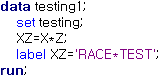 data testing1;
set testing;
XZ=X*Z;
label XZ='RACE*TEST';
run;